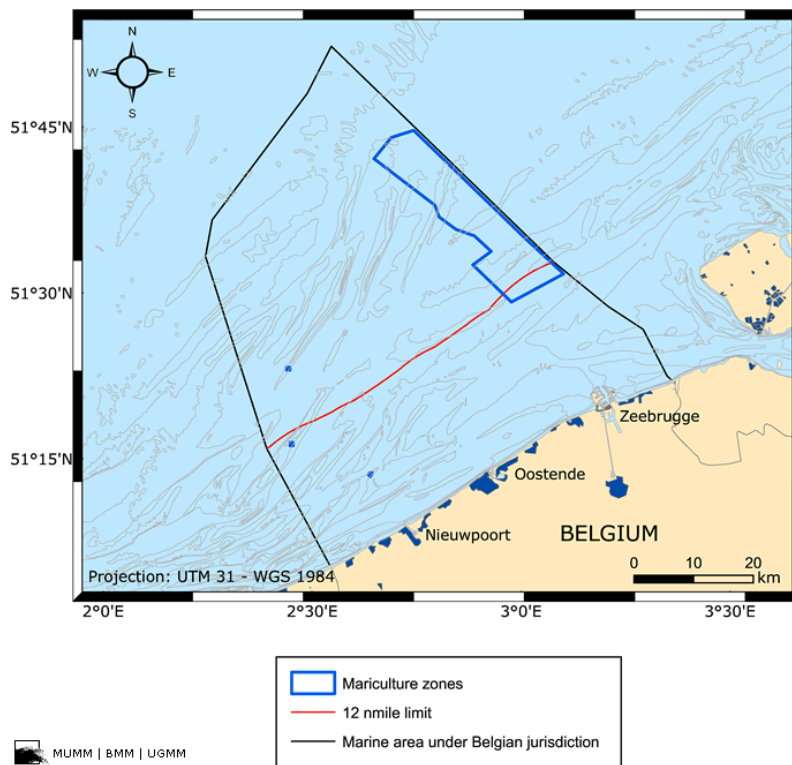 N
W E
S
51°45'N
51°30'N
51°15'N
Zeebrugge
Oostende
Nieuwpoort
BELGIUM
0 10 20
km
Projection: UTM 31 - WGS 1984
2°0'E 2°30'E 3°0'E 3°30'E
Mariculture zones
12 nmile limit
Marine area under Belgian jurisdiction
MUMM | BMM | UGMM